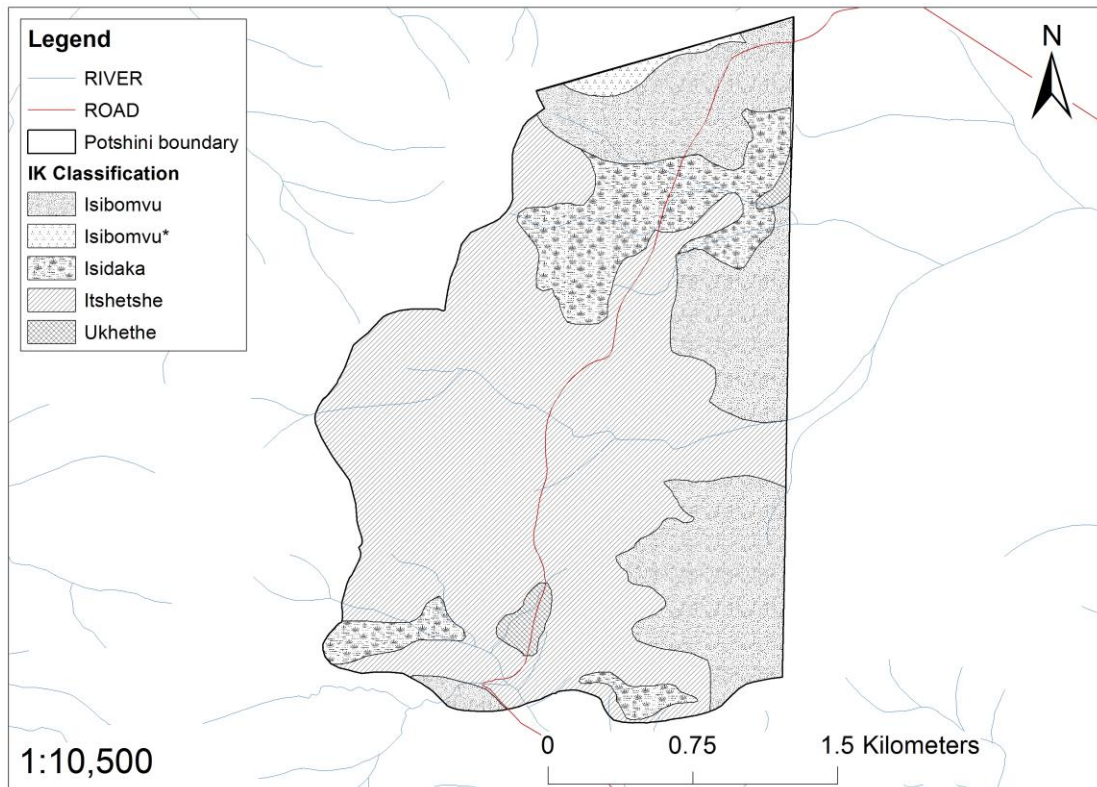 Legend
RIVER
ROAD
Potshini boundary
IK Classification
Isibomvu
Isibomvu*
Isidaka
Itshetshe
Ukhethe
N
1:10,500
0 0.75 1.5 Kilometers